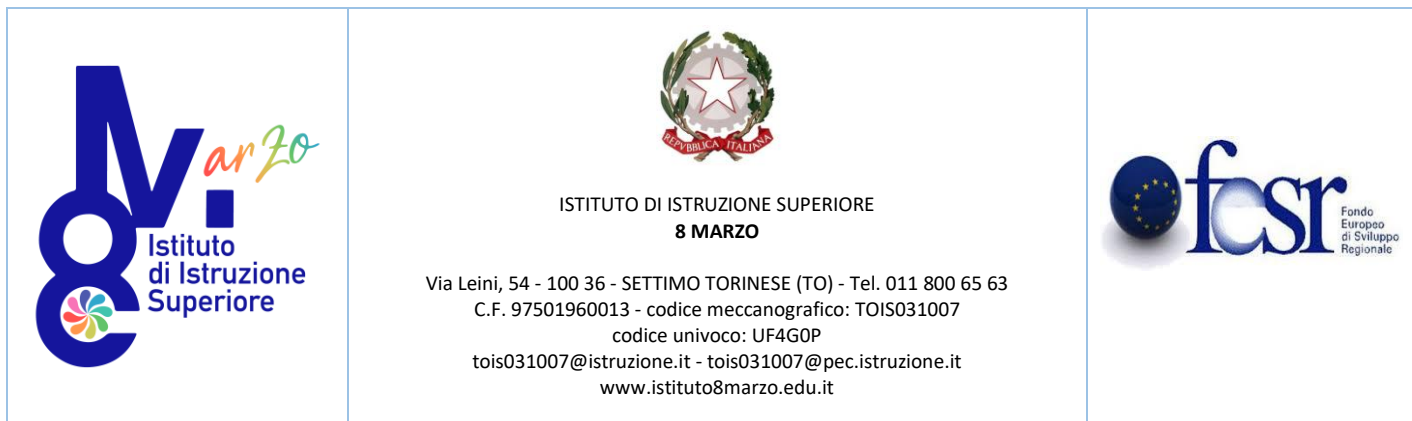 M. arzo
8
Istituto
di Istruzione
Superiore
REPVBBLICA ITALIANA
ISTITUTO DI ISTRUZIONE SUPERIORE
8 MARZO
Via Leini, 54 - 100 36 - SETTIMO TORINESE (TO) - Tel. 011 800 65 63
C.F. 97501960013 - codice meccanografico: TOIS031007
codice univoco: UF4G0P
tois031007@istruzione.it - tois031007@pec.istruzione.it
www.istituto8marzo.edu.it
fesr
Fondo
Europeo
di Sviluppo
Regionale